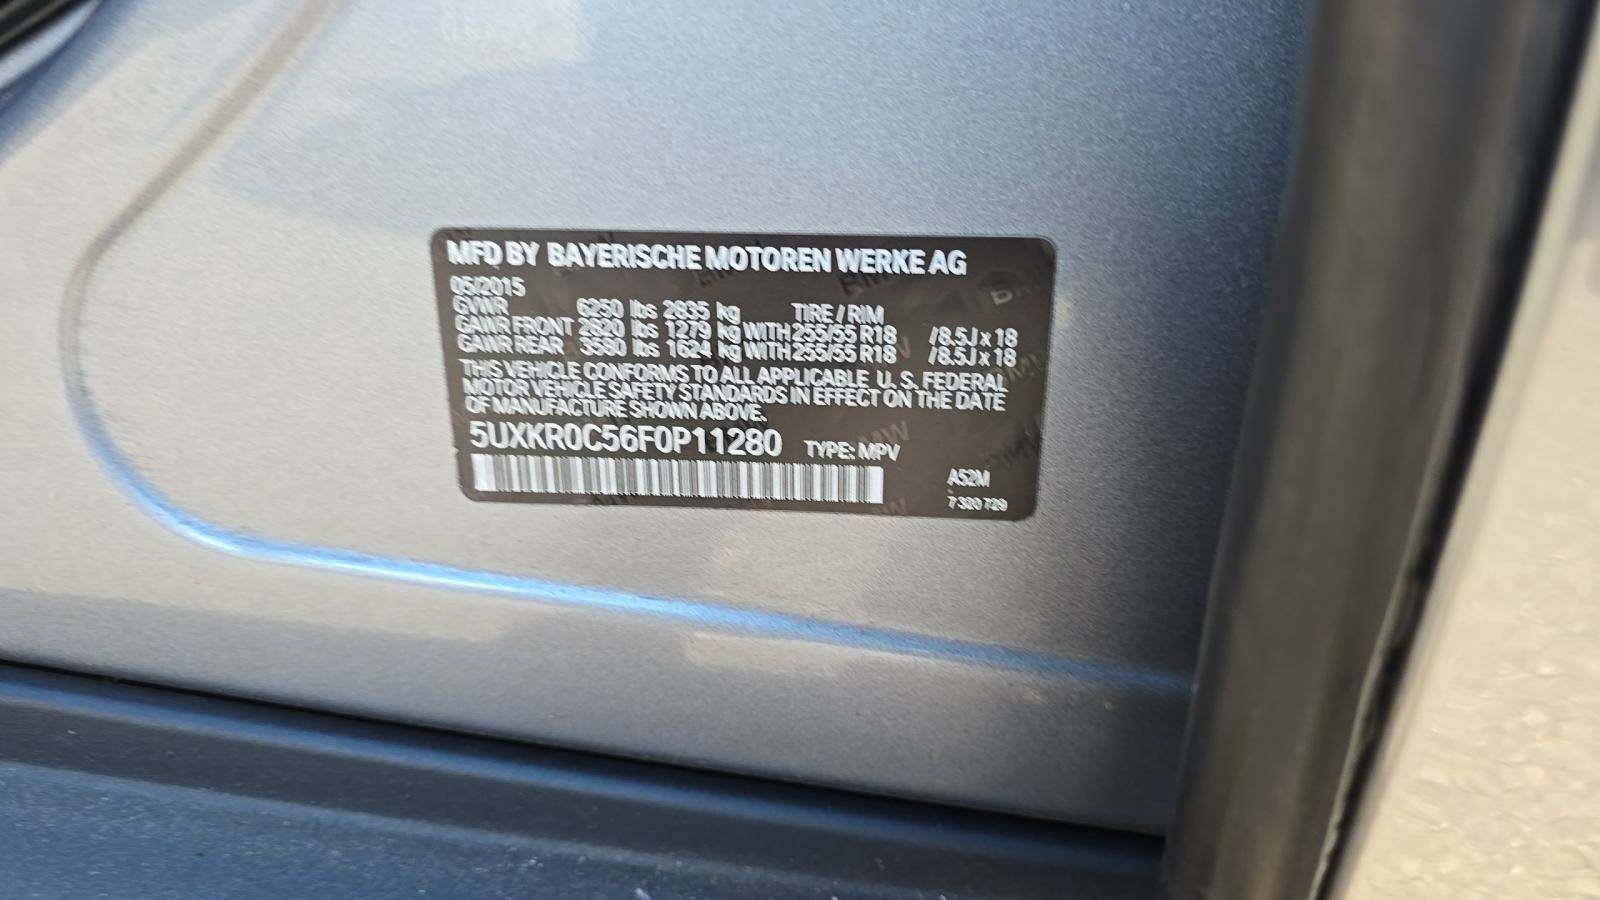 MFD BY BAYERISCHE MOTOREN WERKE AG
05/2015
GVWR 6250 lbs 2835 kg TIRE / RIM
GAWR FRONT 2820 lbs 1279 kg WITH 255/55 R18 /8.5J x 18
GAWR REAR 3580 lbs 1624 kg WITH 255/55 R18 /8.5J x 18
THIS VEHICLE CONFORMS TO ALL APPLICABLE U. S. FEDERAL
MOTOR VEHICLE SAFETY STANDARDS IN EFFECT ON THE DATE
OF MANUFACTURE SHOWN ABOVE.
5UXKR0C56F0P11280 TYPE: MPV
A52M
7 320 729